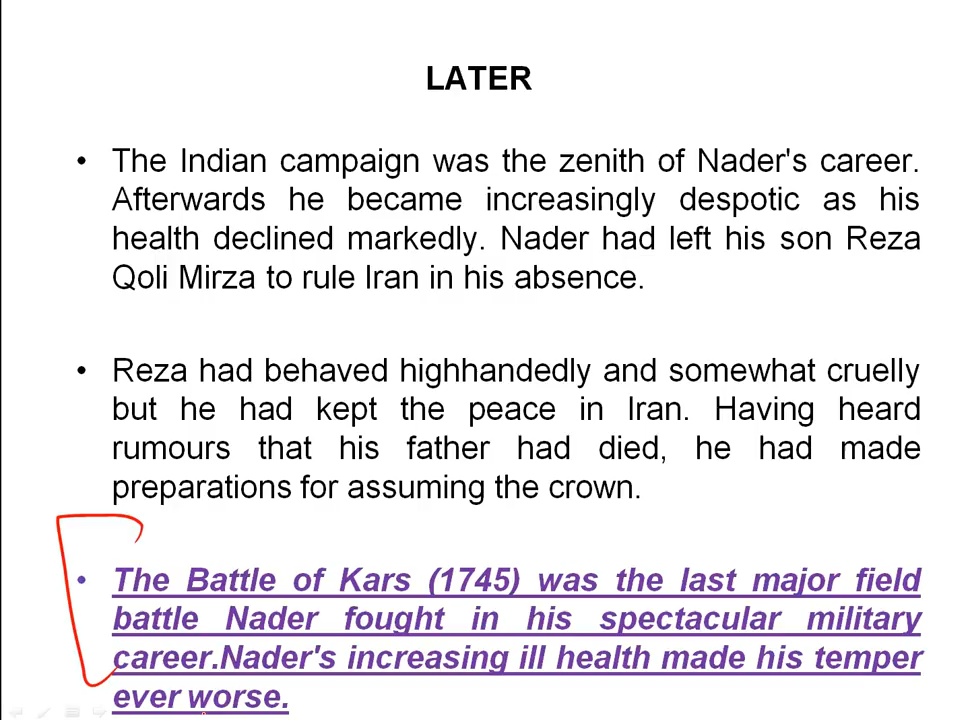 LATER
• The Indian campaign was the zenith of Nader's career.
Afterwards he became increasingly despotic as his
health declined markedly. Nader had left his son Reza
Qoli Mirza to rule Iran in his absence.
• Reza had behaved highhandedly and somewhat cruelly
but he had kept the peace in Iran. Having heard
rumours that his father had died, he had made
preparations for assuming the crown.
• The Battle of Kars (1745) was the last major field
battle Nader fought in his spectacular military
career.Nader's increasing ill health made his temper
ever worse.